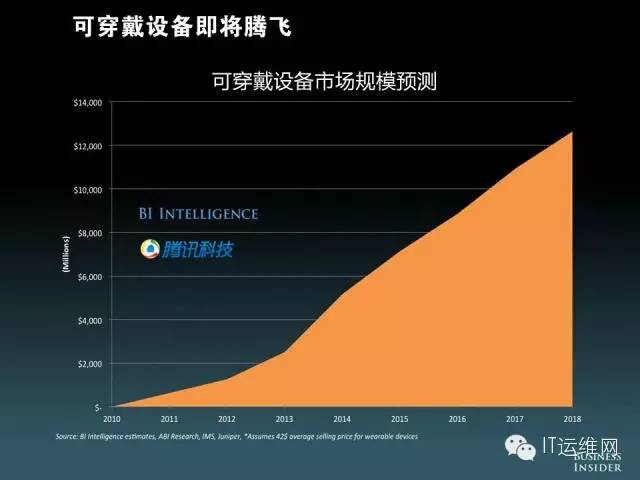 可穿戴设备即将腾飞
可穿戴设备市场规模预测
$14,000
$12,000
$10,000
$8,000
$6,000
$4,000
$2,000
$-
(Millions)
BI INTELLIGENCE
腾讯科技
2010 2011 2012 2013 2014 2015 2016 2017 2018
Source: BI Intelligence estimates, ABI Research, IMS, Juniper, *Assumes 42$ average selling price for wearable devices
IT运维网
BUSINESS
INSIDER